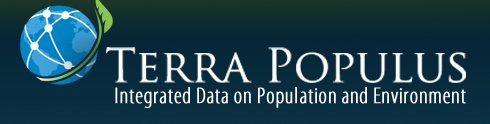 TERRA POPULUS
Integrated Data on Population and Environment